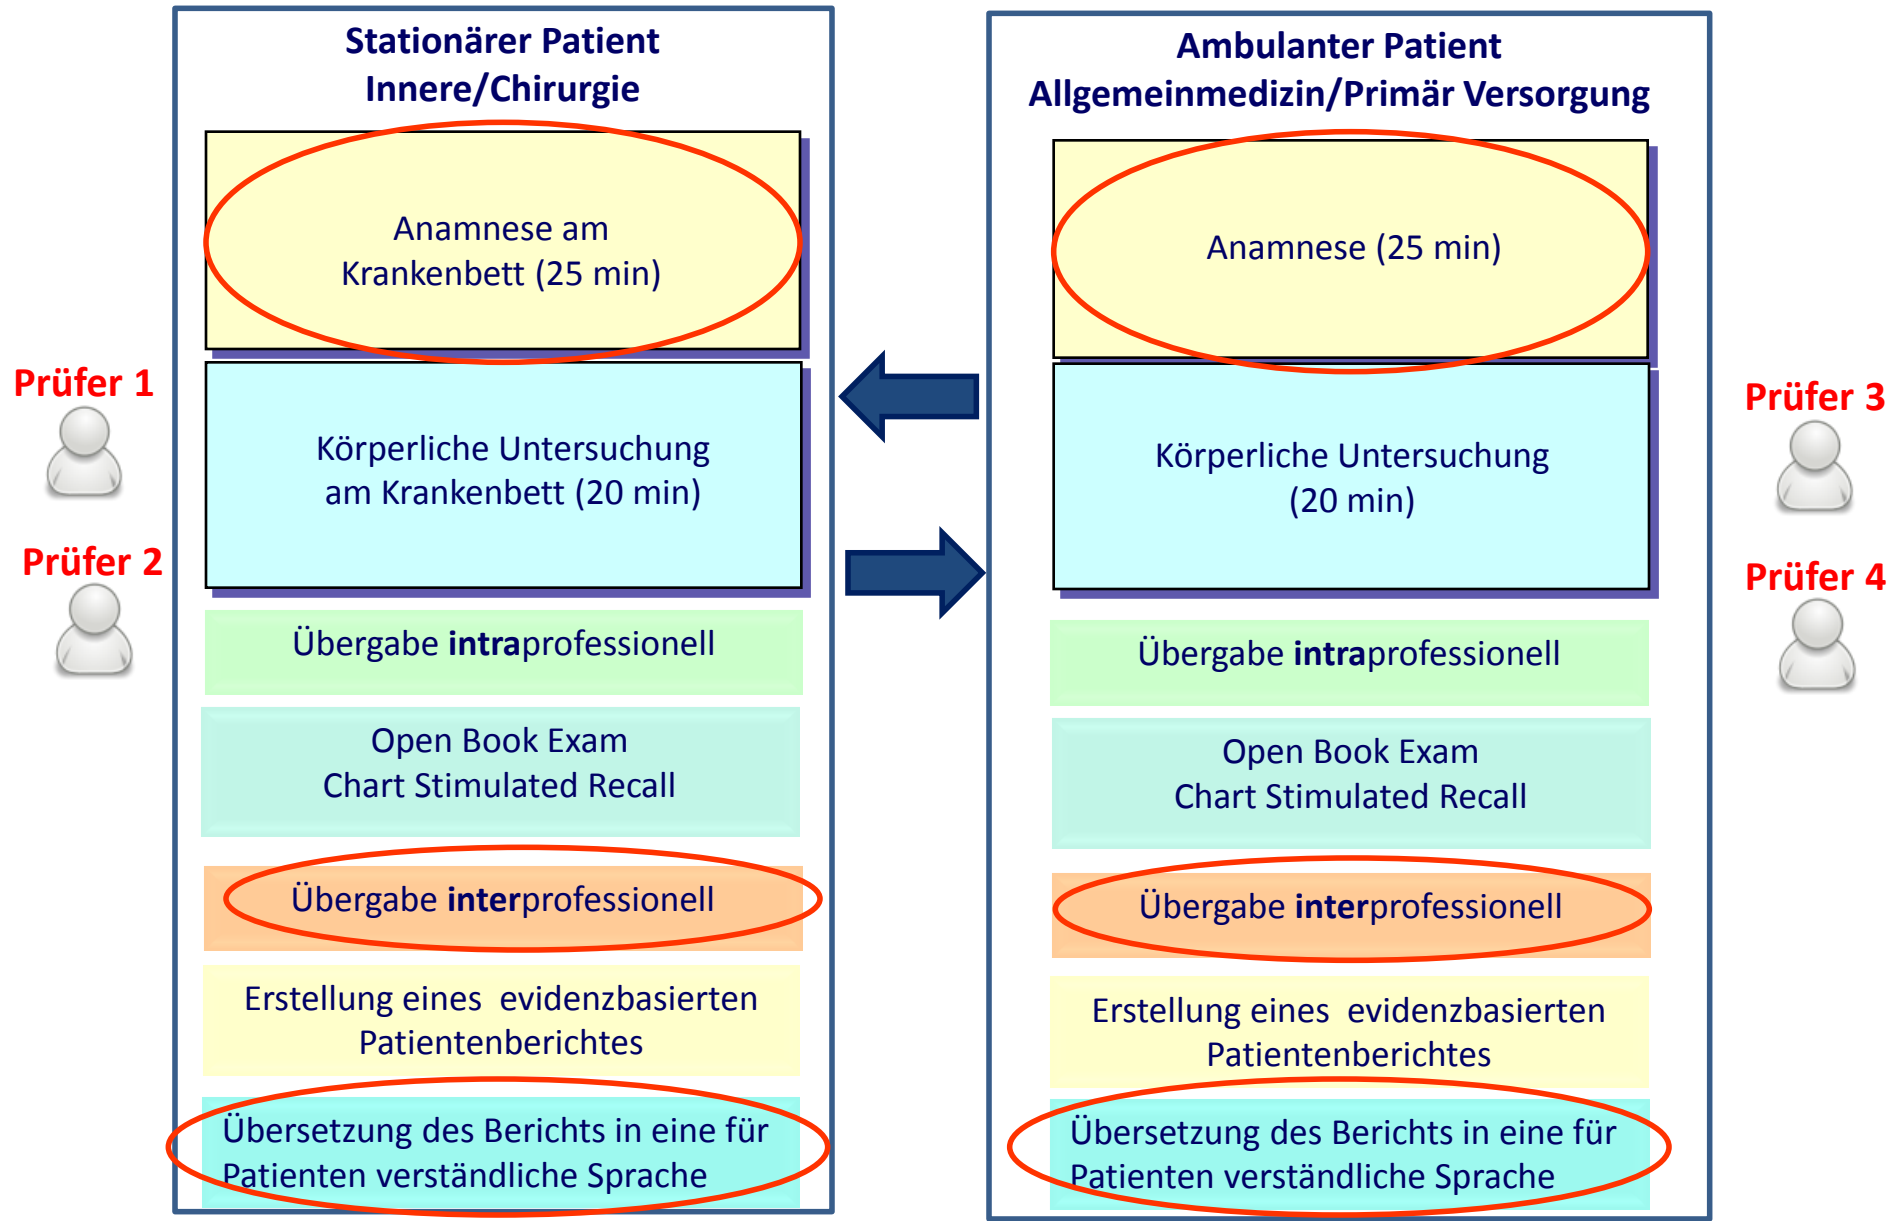 Stationärer Patient
Innere/Chirurgie
Anamnese am
Krankenbett (25 min)
Körperliche Untersuchung
am Krankenbett (20 min)
Übergabe intraprofessionell
Open Book Exam
Chart Stimulated Recall
Übergabe interprofessionell
Erstellung eines  evidenzbasierten
Patientenberichtes
Übersetzung des Berichts in eine für
Patienten verständliche Sprache
Prüfer 1
Prüfer 2
Ambulanter Patient
Allgemeinmedizin/Primär Versorgung
Anamnese (25 min)
Körperliche Untersuchung
(20 min)
Übergabe intraprofessionell
Open Book Exam
Chart Stimulated Recall
Übergabe interprofessionell
Erstellung eines  evidenzbasierten
Patientenberichtes
Übersetzung des Berichts in eine für
Patienten verständliche Sprache
Prüfer 3
Prüfer 4